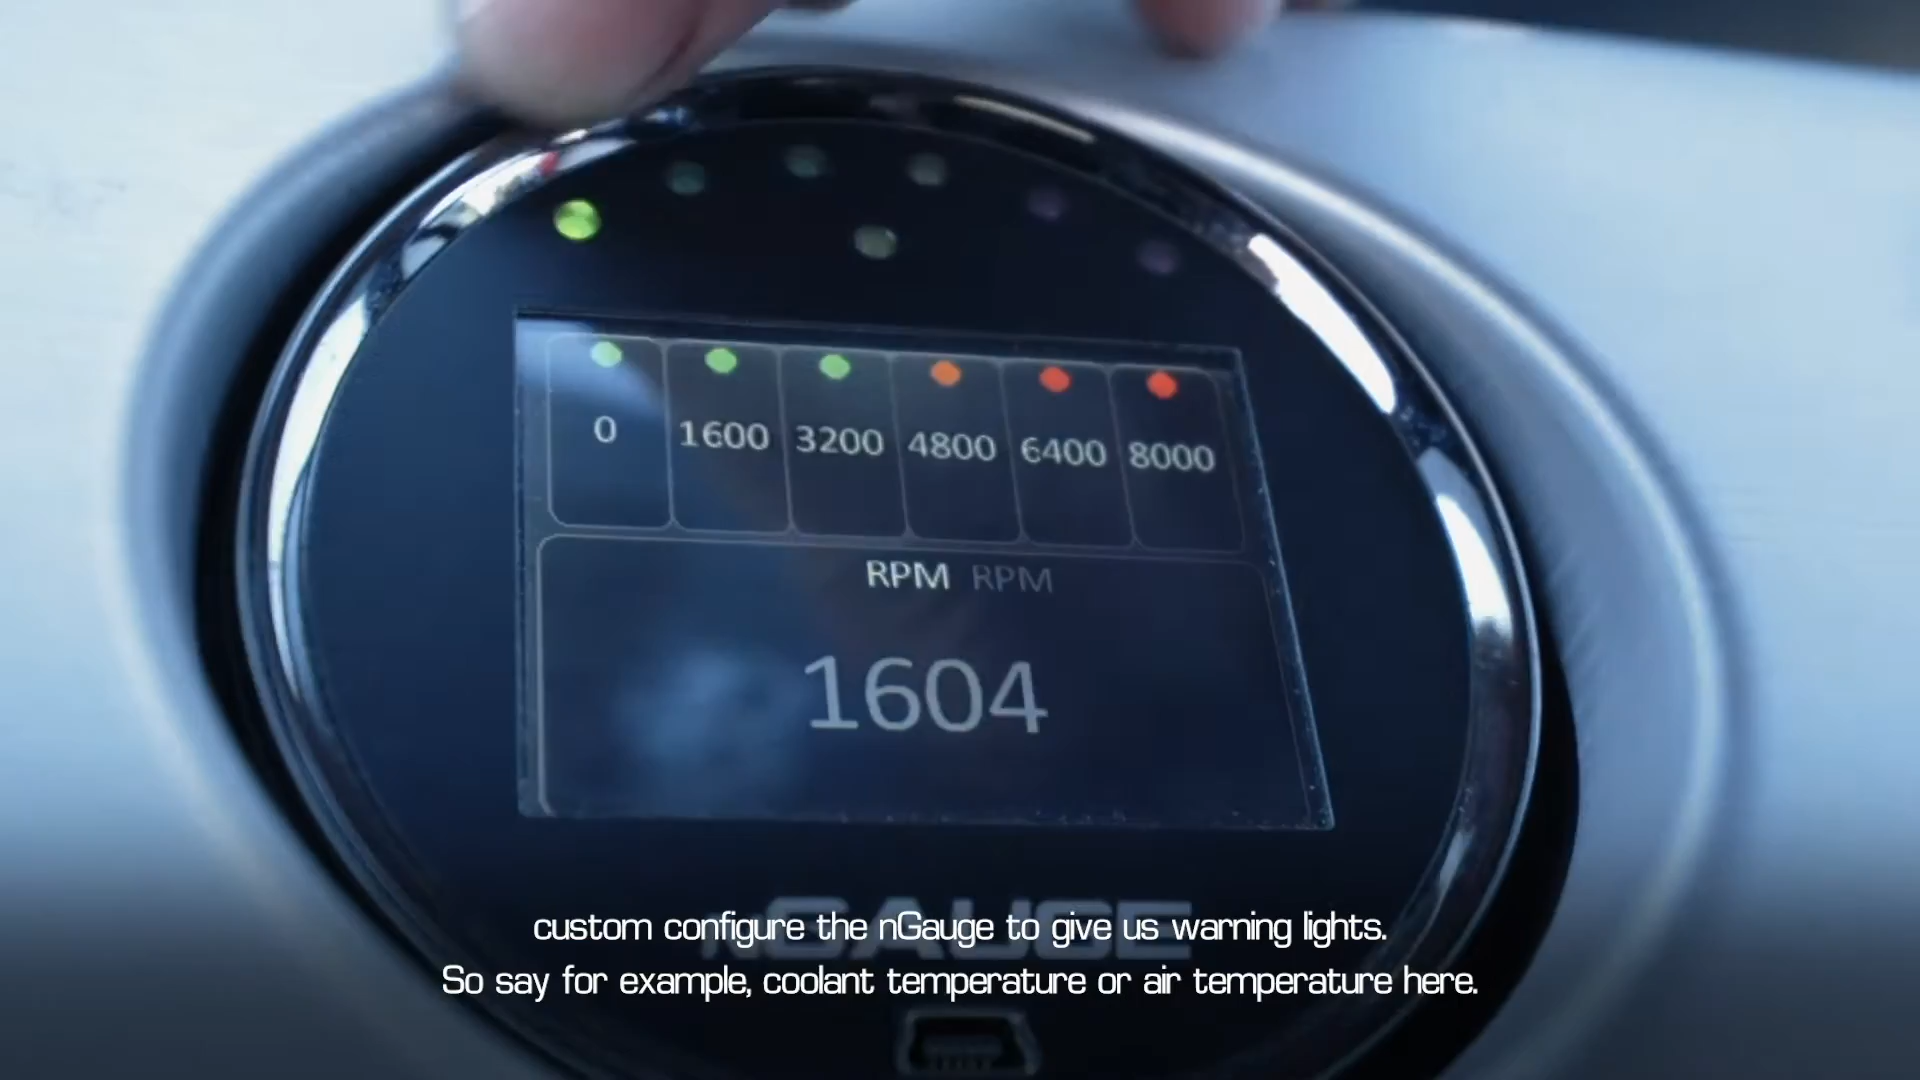 0 1600 3200 4800 6400 8000
RPM RPM
1604
nGAUGE
custom configure the nGauge to give us warning lights.
So say for example, coolant temperature or air temperature here.